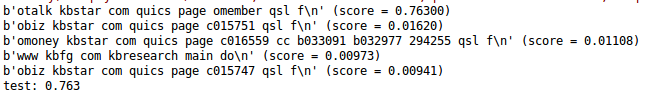 b'otalk kbstar com quics page omember qsl f\n' (score = 0.76300)
b'obiz kbstar com quics page c015751 qsl f\n' (score = 0.01620)
b'omoney kbstar com quics page c016559 cc b033091 b032977 294255 qsl f\n' (score = 0.01108)
b'www kbfg com kbresearch main do\n' (score = 0.00973)
b'obiz kbstar com quics page c015747 qsl f\n' (score = 0.00941)
test: 0.763